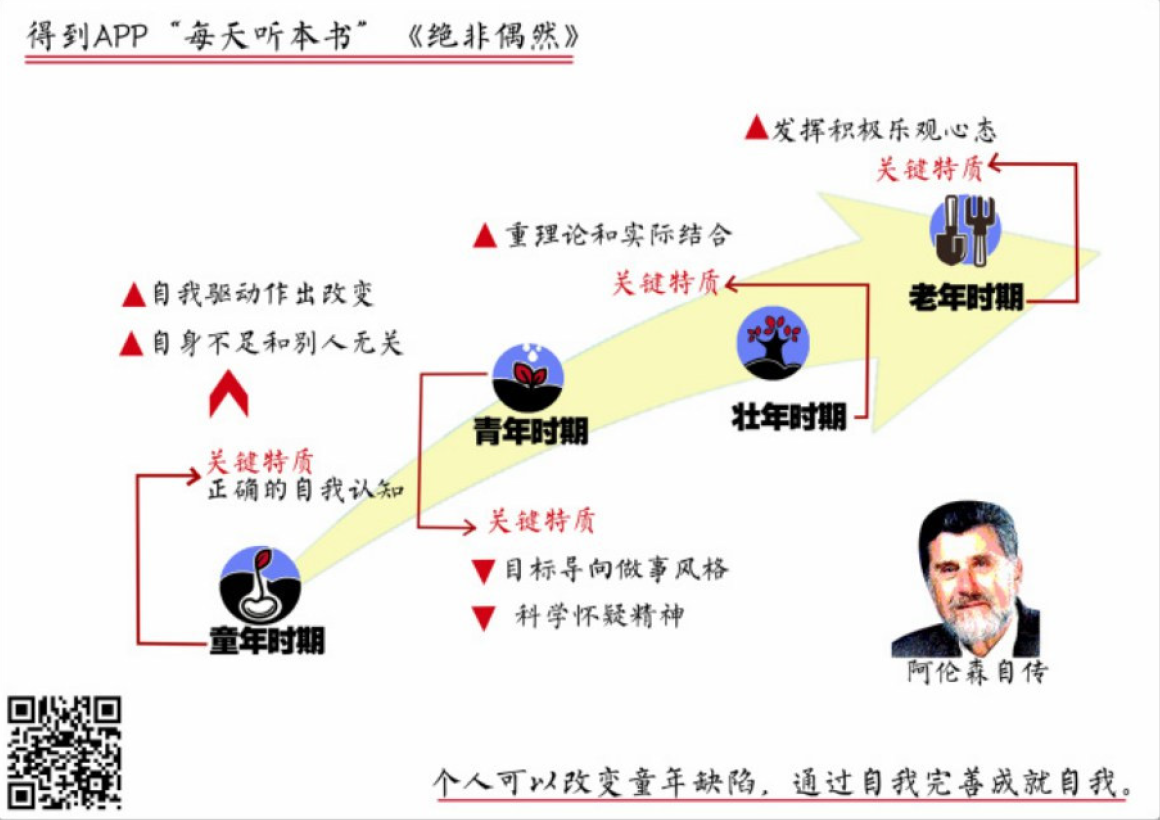 得到APP“每天听本书”《绝非偶然》
▲发挥积极乐观心态
关键特质
老年时期
▲重理论和实际结合
关键特质
壮年时期
▲自我驱动作出改变
▲自身不足和别人无关
关键特质
正确的自我认知
童年时期
青年时期
关键特质
▼目标导向做事风格
▼科学怀疑精神
阿伦森自传
个人可以改变童年缺陷，通过自我完善成就自我。